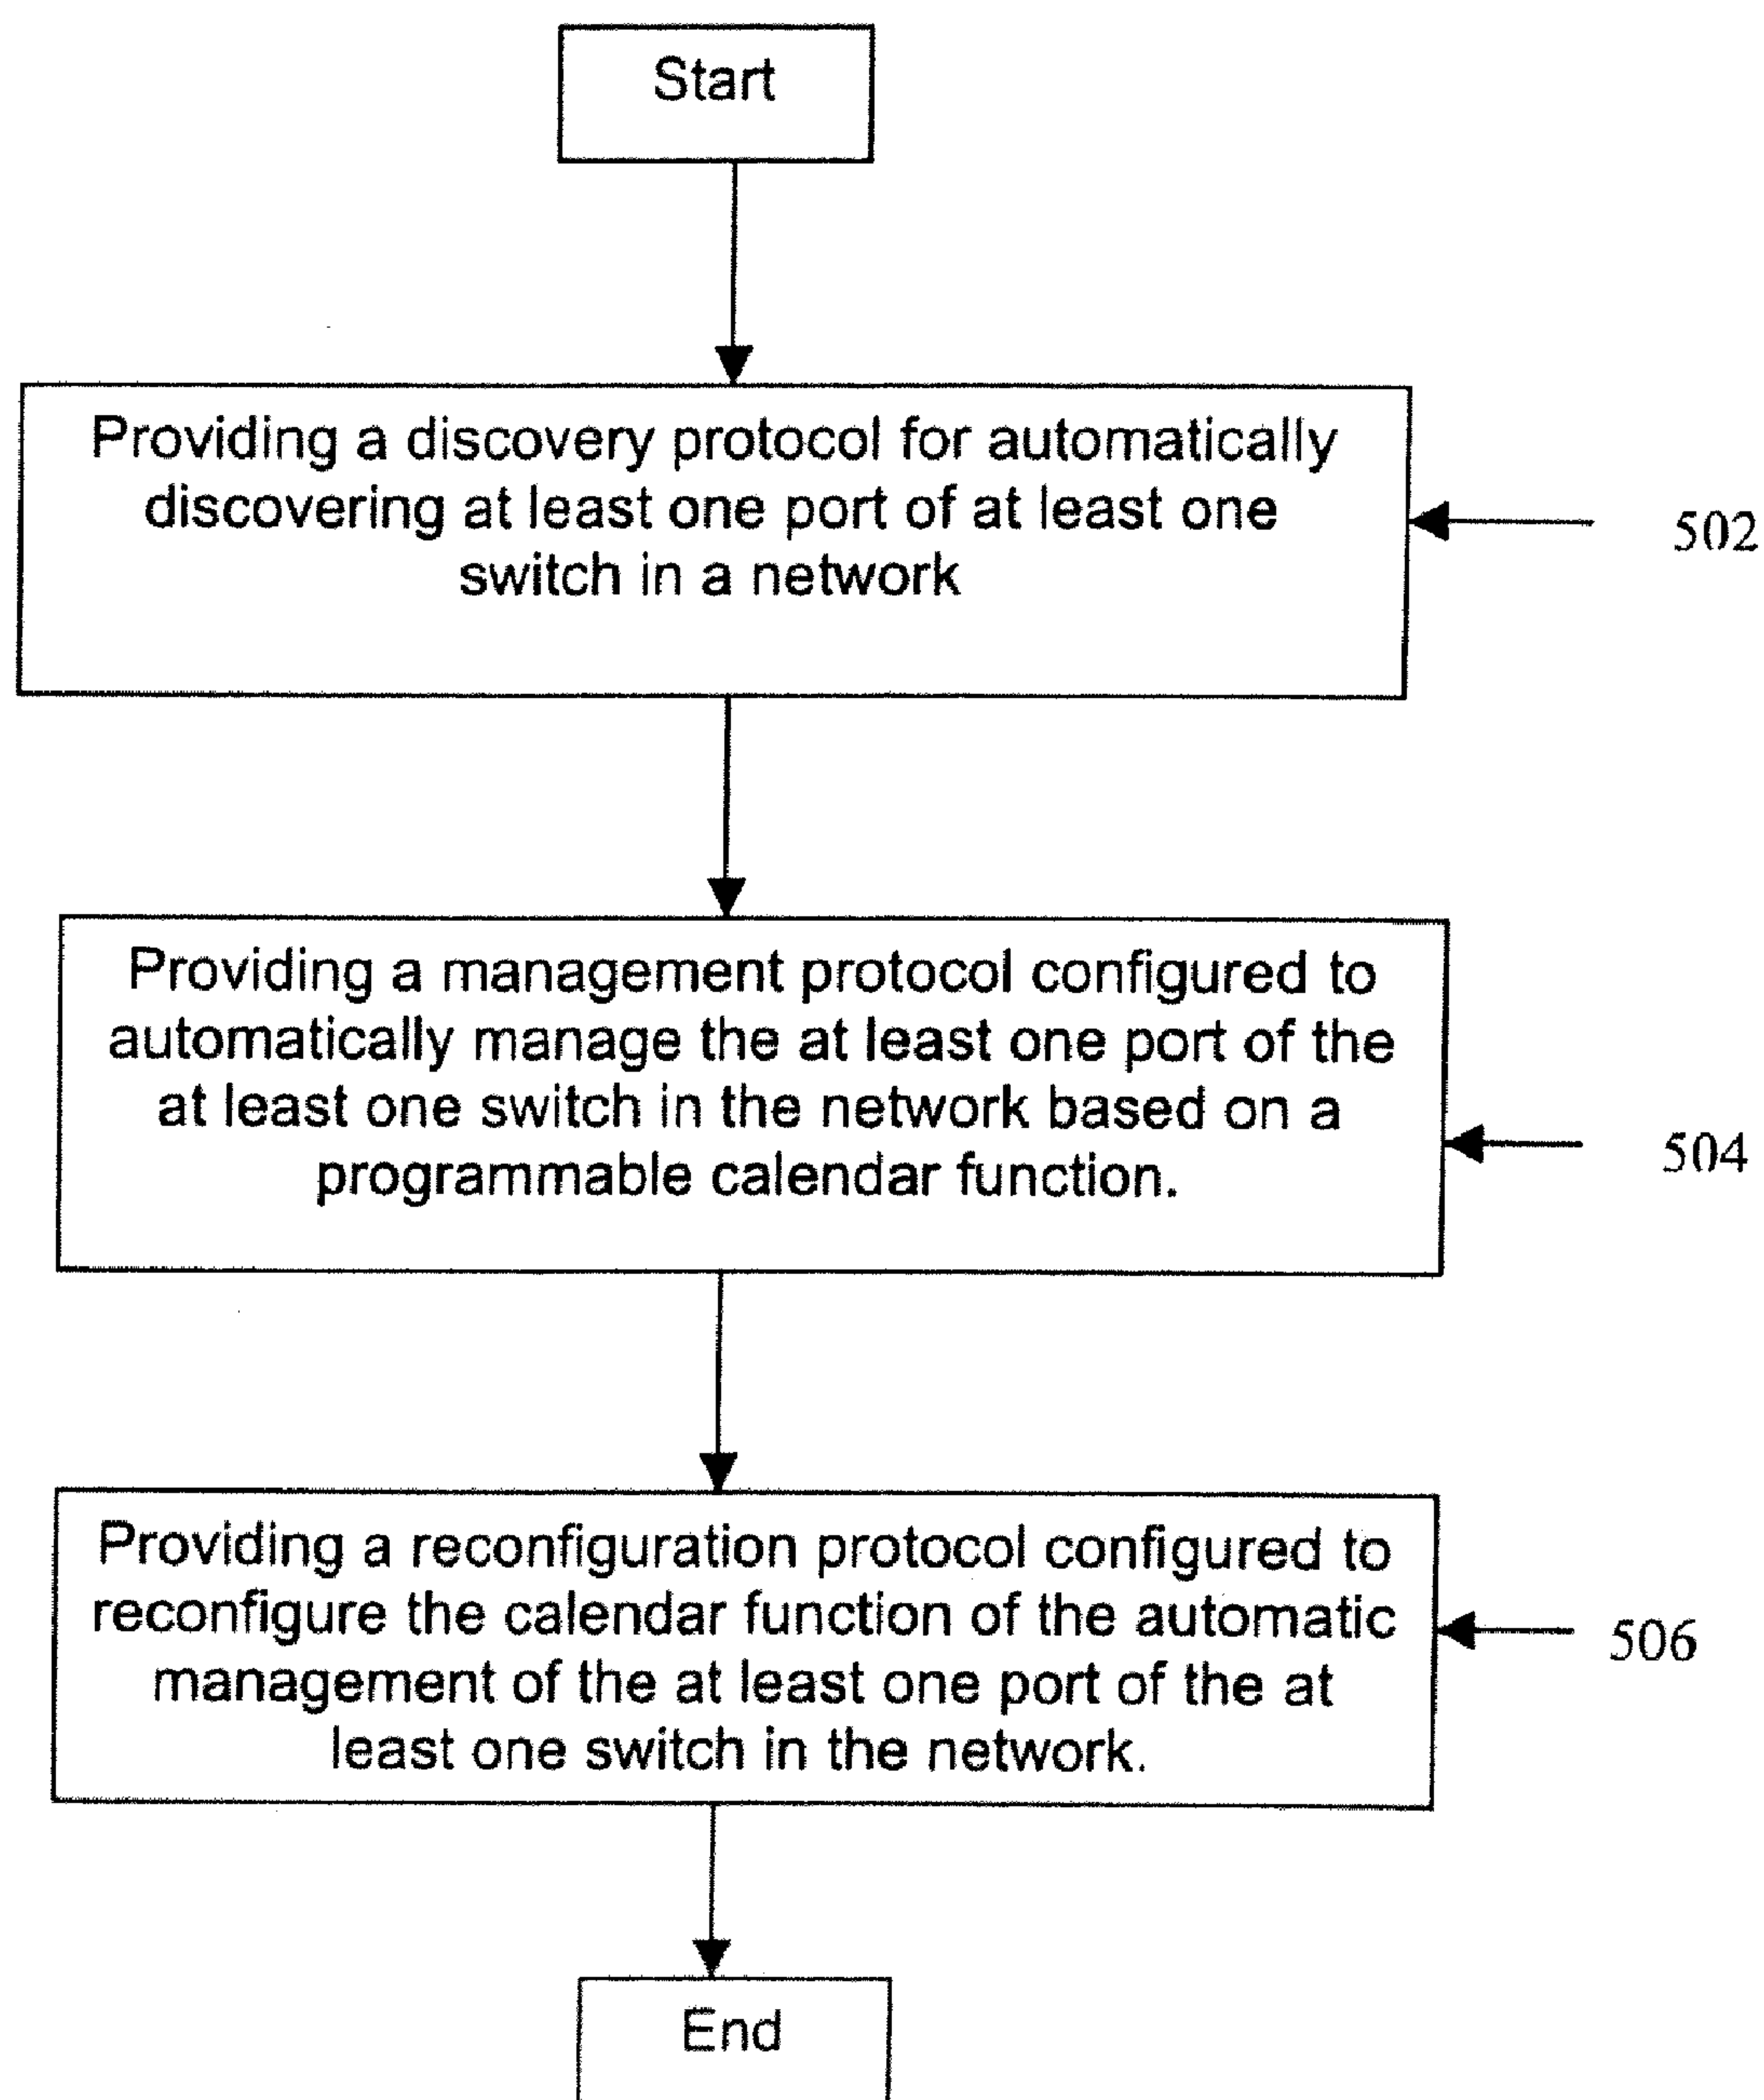 Start
Providing a discovery protocol for automatically
discovering at least one port of at least one
switch in a network
502
Providing a management protocol configured to
automatically manage the at least one port of the
at least one switch in the network based on a
programmable calendar function.
504
Providing a reconfiguration protocol configured to
reconfigure the calendar function of the automatic
management of the at least one port of the at
least one switch in the network.
506
End